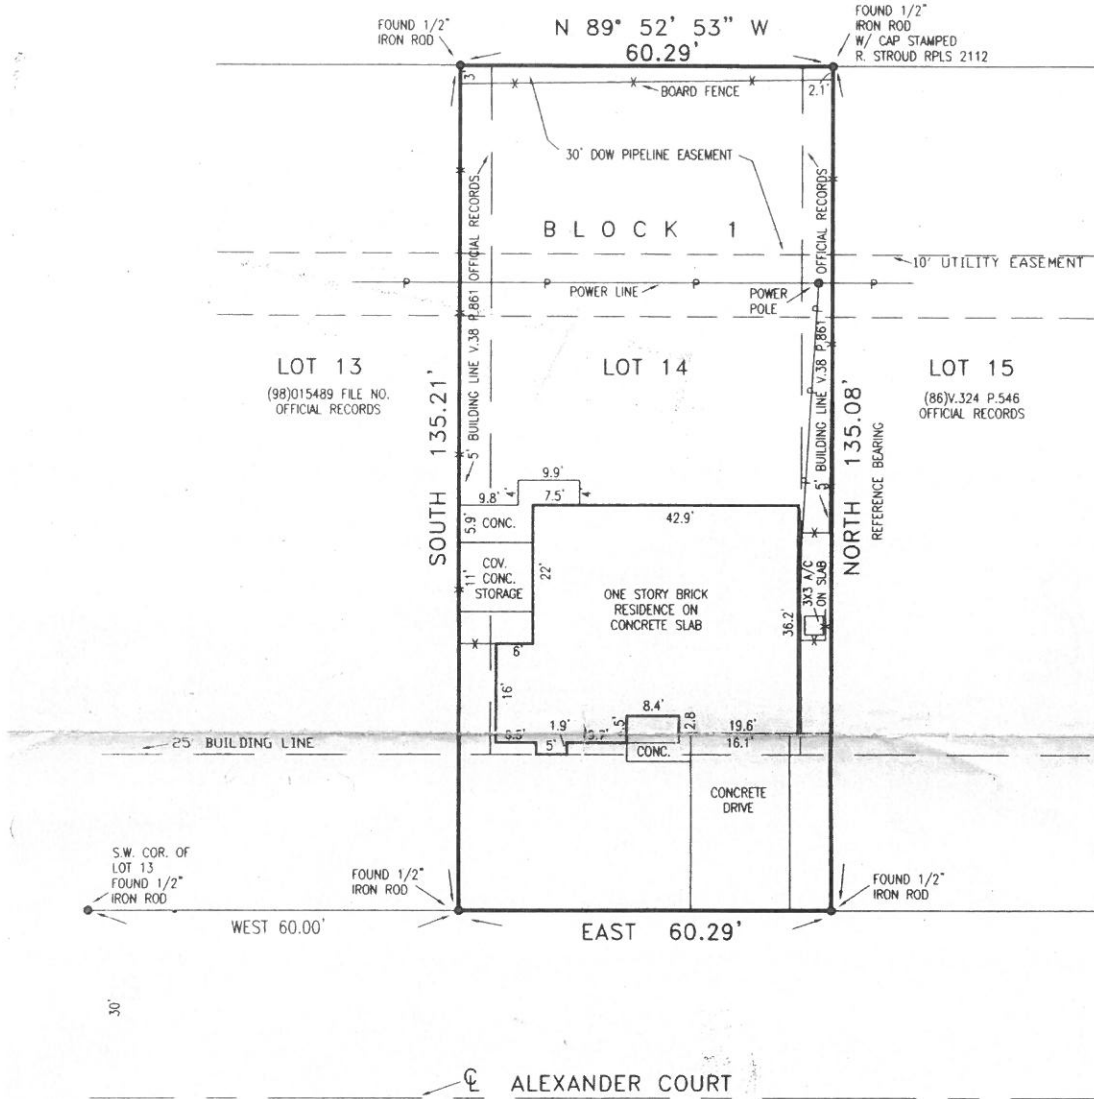 FOUND 1/2"
IRON ROD
N 89° 52' 53" W
60.29'
FOUND 1/2"
IRON ROD
W/ CAP STAMPED
R. STROUD RPLS 2112
3'
BOARD FENCE
2.1'
30' DOW PIPELINE EASEMENT
BLOCK 1
10' UTILITY EASEMENT
P
P
POWER LINE
P
POWER
POLE
P
P
P
P
5' BUILDING LINE V.38 P.861 OFFICIAL RECORDS
5' BUILDING LINE V.38 P.861 OFFICIAL RECORDS
LOT 13
(98)015489 FILE NO.
OFFICIAL RECORDS
LOT 14
LOT 15
(86)V.324 P.546
OFFICIAL RECORDS
SOUTH 135.21'
NORTH 135.08'
REFERENCE BEARING
9.9'
9.8'
4'
7.5'
4'
42.9'
5.9'
CONC.
COV.
CONC.
STORAGE
11'
22'
ONE STORY BRICK
RESIDENCE ON
CONCRETE SLAB
36.2'
3X3 A/C
ON SLAB
6'
16'
8.4'
1.9'
2.8
19.6'
5'
CONC.
16.1'
25' BUILDING LINE
CONCRETE
DRIVE
S.W. COR. OF
LOT 13
FOUND 1/2"
IRON ROD
FOUND 1/2"
IRON ROD
FOUND 1/2"
IRON ROD
WEST 60.00'
EAST 60.29'
30'
℄ ALEXANDER COURT